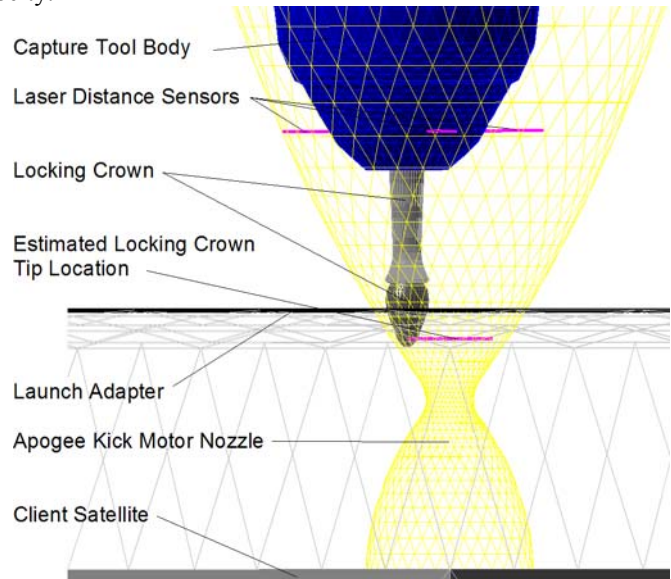 Capture Tool Body
Laser Distance Sensors
Locking Crown
Estimated Locking Crown
Tip Location
Launch Adapter
Apogee Kick Motor Nozzle
Client Satellite